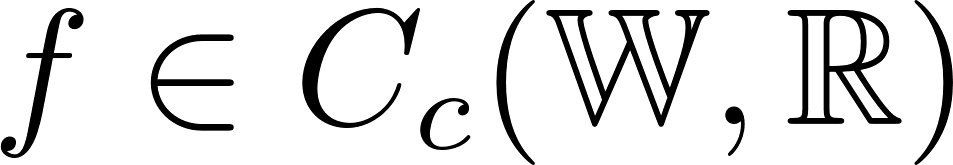 f ∈ C_c(𝕎, ℝ)